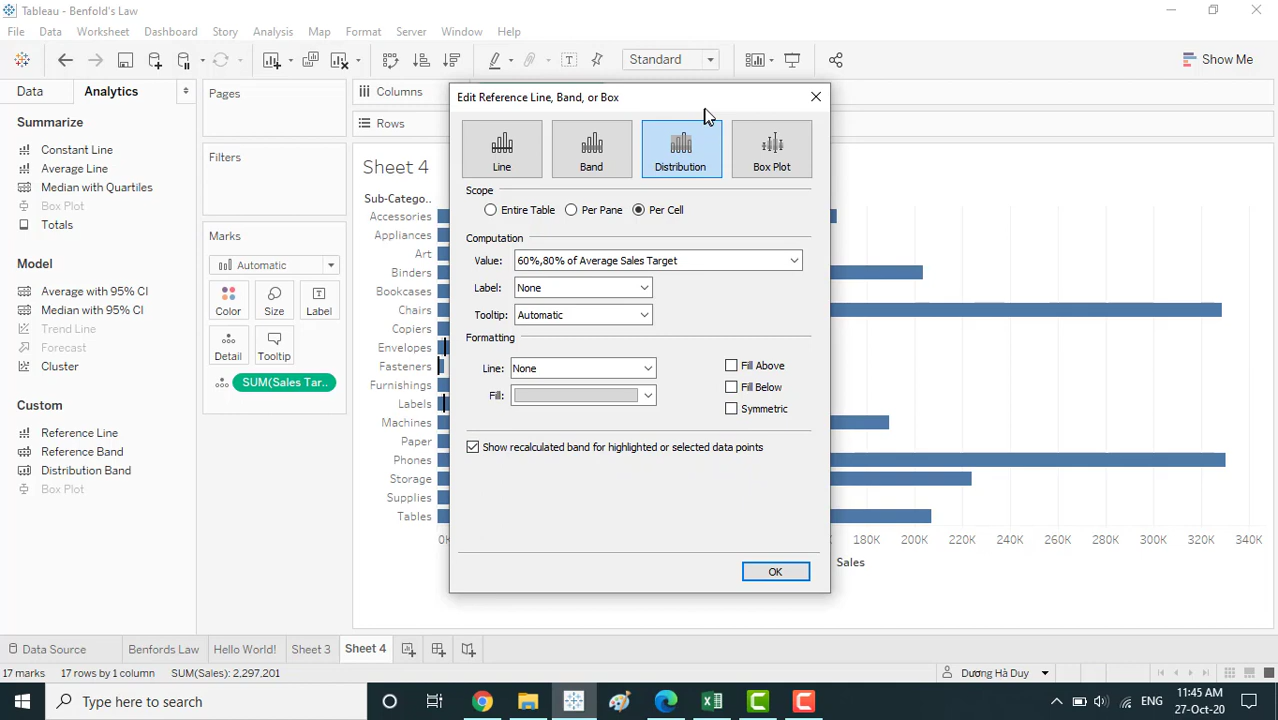 Tableau - Benfold's Law
File Data Worksheet Dashboard Story Analysis Map Format Server Window Help
Standard
Show Me
Data Analytics
Summarize
Constant Line
Average Line
Median with Quartiles
Box Plot
Totals
Model
Average with 95% CI
Median with 95% CI
Trend Line
Forecast
Cluster
Custom
Reference Line
Reference Band
Distribution Band
Box Plot
Pages
Filters
Marks
Automatic
Color Size Label
Detail Tooltip
SUM(Sales Tar..
Columns
Rows
Sheet 4
Sub-Catego..
Accessories
Appliances
Art
Binders
Bookcases
Chairs
Copiers
Envelopes
Fasteners
Furnishings
Labels
Machines
Paper
Phones
Storage
Supplies
Tables
0K
180K 200K 220K 240K 260K 280K 300K 320K 340K
Sales
Edit Reference Line, Band, or Box
Line Band Distribution Box Plot
Scope
Entire Table Per Pane Per Cell
Computation
Value: 60%,80% of Average Sales Target
Label: None
Tooltip: Automatic
Formatting
Line: None
Fill:
Fill Above
Fill Below
Symmetric
Show recalculated band for highlighted or selected data points
OK
Data Source Benfords Law Hello World! Sheet 3 Sheet 4
17 marks 17 rows by 1 column SUM(Sales): 2,297,201
Dương Hà Duy
Type here to search
ENG
11:45 AM
27-Oct-20